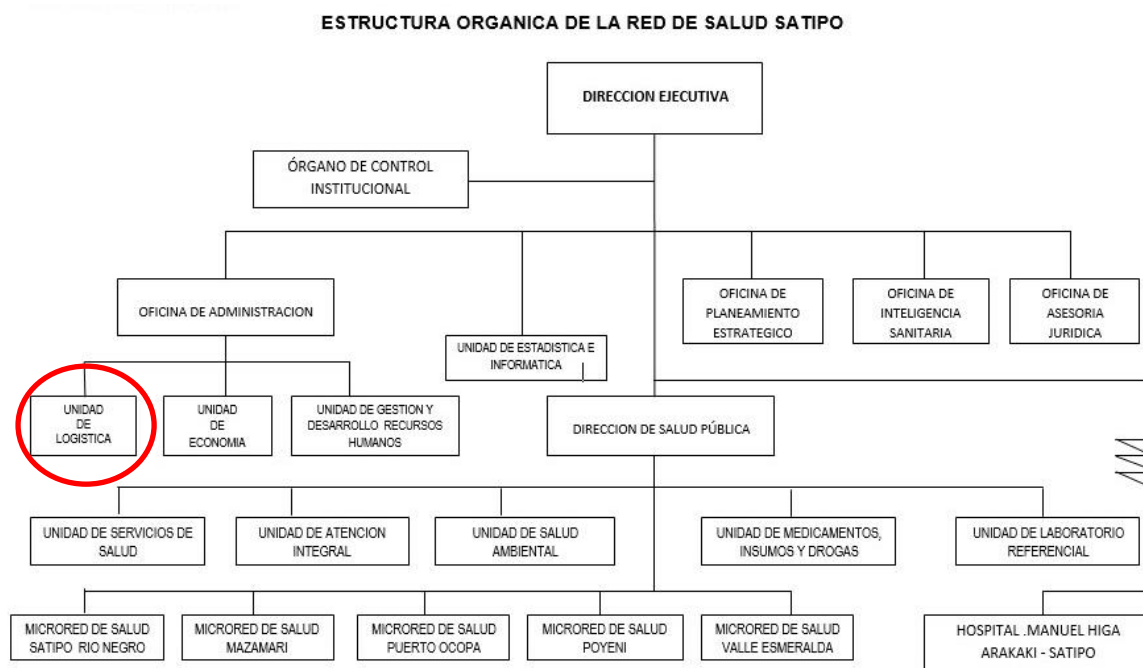 ESTRUCTURA ORGANICA DE LA RED DE SALUD SATIPO
DIRECCION EJECUTIVA
ÓRGANO DE CONTROL
INSTITUCIONAL
OFICINA DE ADMINISTRACION
UNIDAD DE ESTADISTICA E
INFORMATICA
OFICINA DE
PLANEAMIENTO
ESTRATEGICO
OFICINA DE
INTELIGENCIA
SANITARIA
OFICINA DE
ASESORIA
JURIDICA
UNIDAD
DE
LOGISTICA
UNIDAD
DE
ECONOMIA
UNIDAD DE GESTION Y
DESARROLLO RECURSOS
HUMANOS
DIRECCION DE SALUD PÚBLICA
UNIDAD DE SERVICIOS DE
SALUD
UNIDAD DE ATENCION
INTEGRAL
UNIDAD DE SALUD
AMBIENTAL
UNIDAD DE MEDICAMENTOS,
INSUMOS Y DROGAS
UNIDAD DE LABORATORIO
REFERENCIAL
MICRORED DE SALUD
SATIPO RIO NEGRO
MICRORED DE SALUD
MAZAMARI
MICRORED DE SALUD
PUERTO OCOPA
MICRORED DE SALUD
POYENI
MICRORED DE SALUD
VALLE ESMERALDA
HOSPITAL .MANUEL HIGA
ARAKAKI - SATIPO